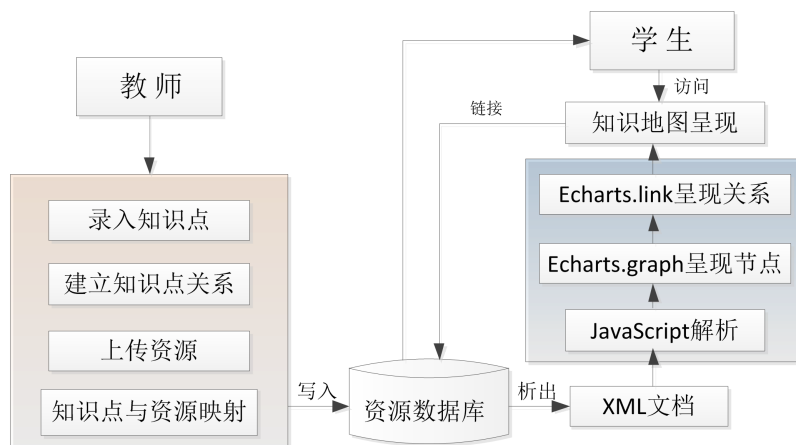 学 生
教 师
访问
链接
知识地图呈现
录入知识点
Echarts.link呈现关系
建立知识点关系
Echarts.graph呈现节点
上传资源
JavaScript解析
知识点与资源映射
写入
资源数据库
析出
XML文档